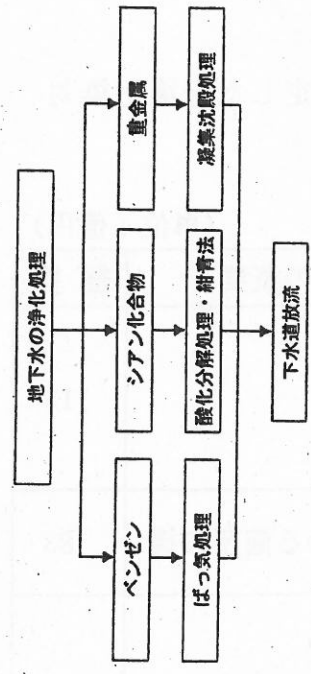 地下水の浄化処理
ベンゼン
シアン化合物
重金属
ばっ気処理
酸化分解処理・紺青法
凝集沈殿処理
下水道放流